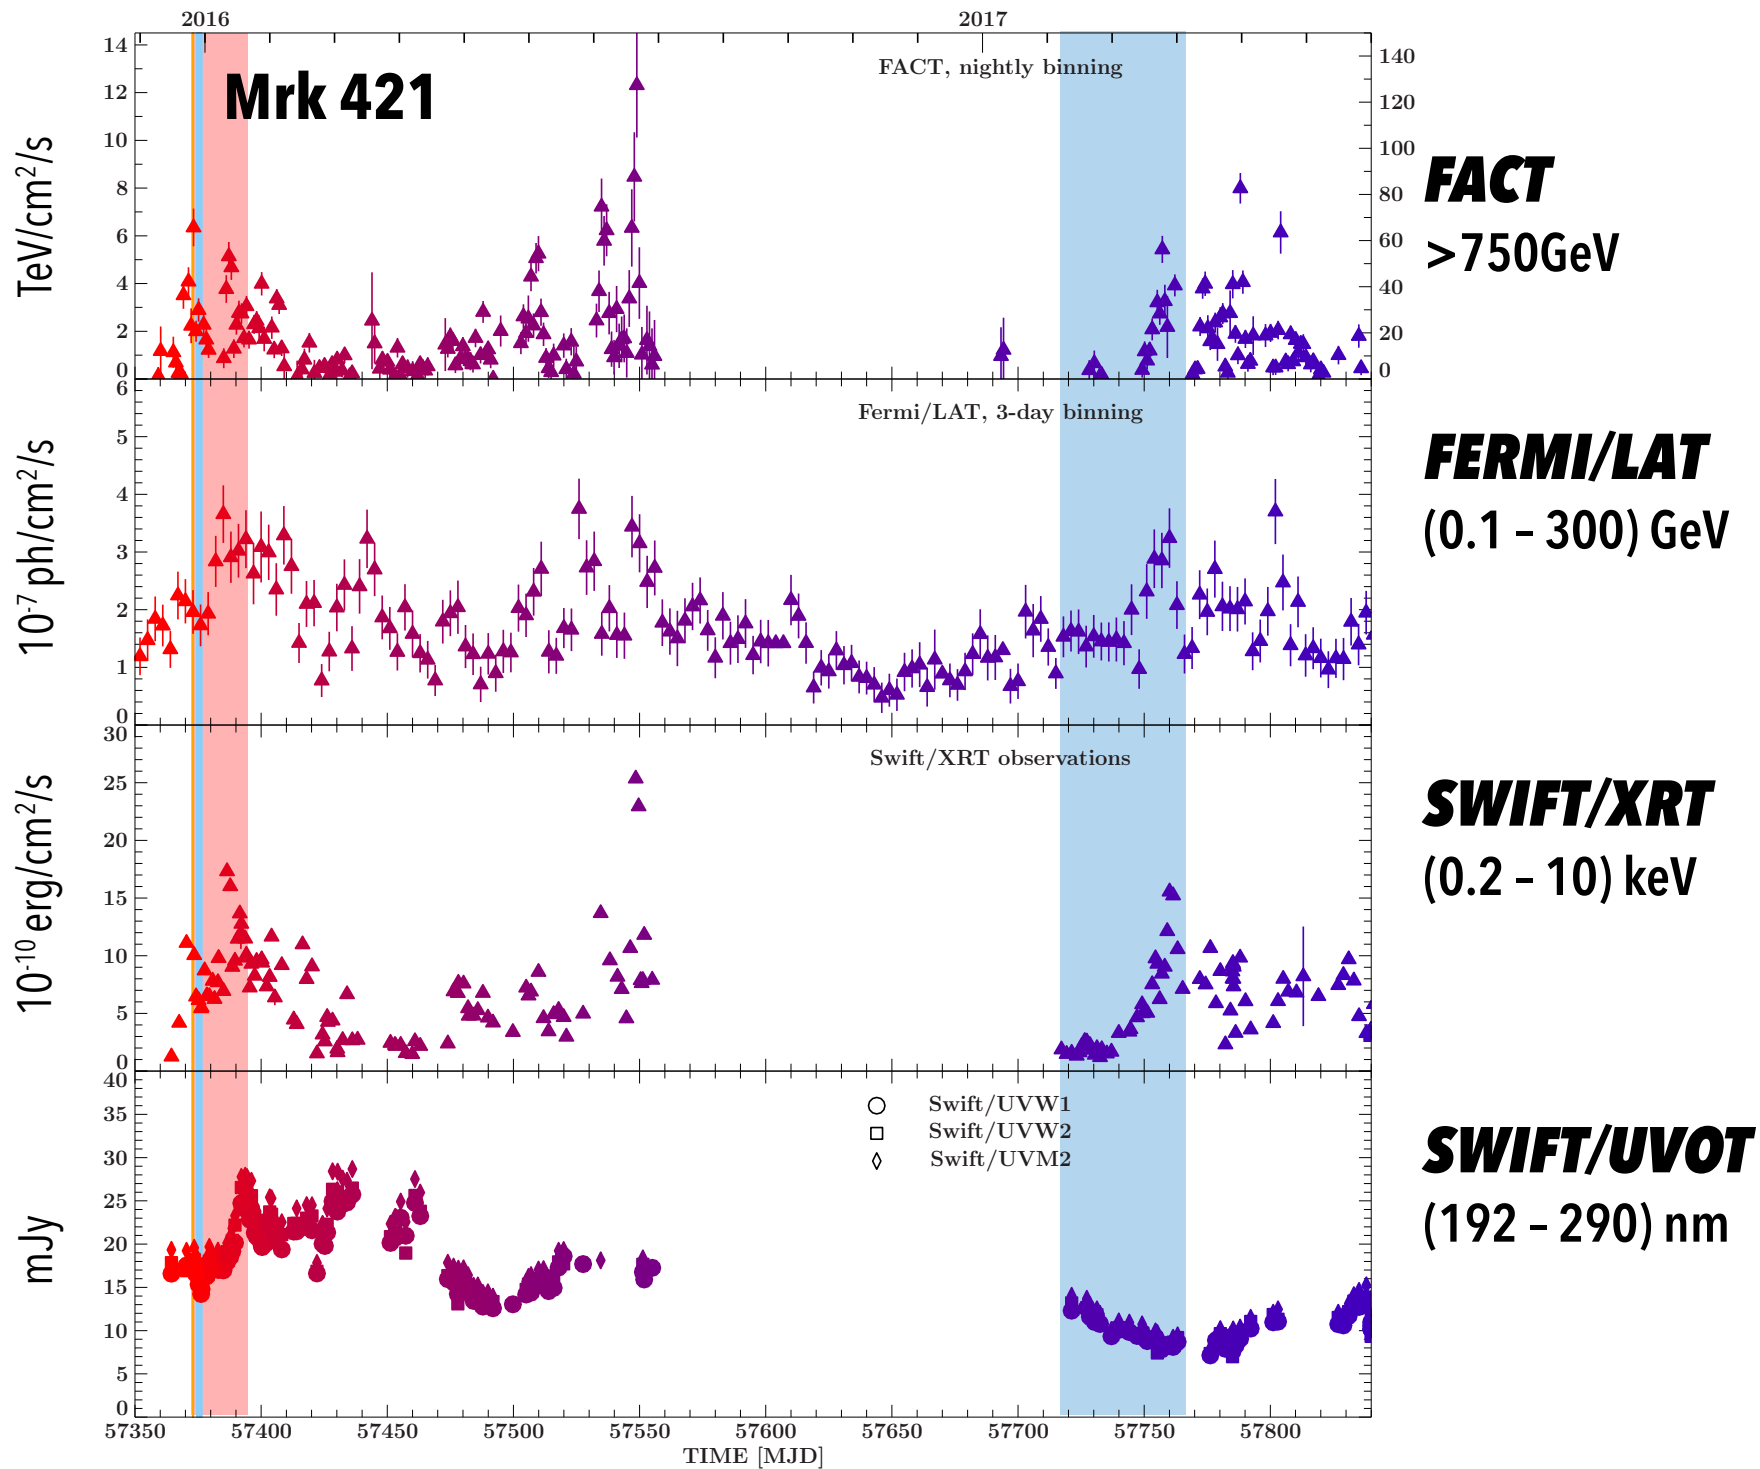 2016
2017
Mrk 421
FACT, nightly binning
TeV/cm²/s
14
12
10
8
6
4
2
0
140
120
100
80
60
40
20
0
FACT
>750GeV
Fermi/LAT, 3-day binning
10⁻⁷ ph/cm²/s
6
5
4
3
2
1
0
FERMI/LAT
(0.1 – 300) GeV
Swift/XRT observations
10⁻¹⁰ erg/cm²/s
30
25
20
15
10
5
0
SWIFT/XRT
(0.2 – 10) keV
Swift/UVW1
Swift/UVW2
Swift/UVM2
mJy
40
35
30
25
20
15
10
5
0
SWIFT/UVOT
(192 – 290) nm
57350
57400
57450
57500
57550
57600
57650
57700
57750
57800
TIME [MJD]